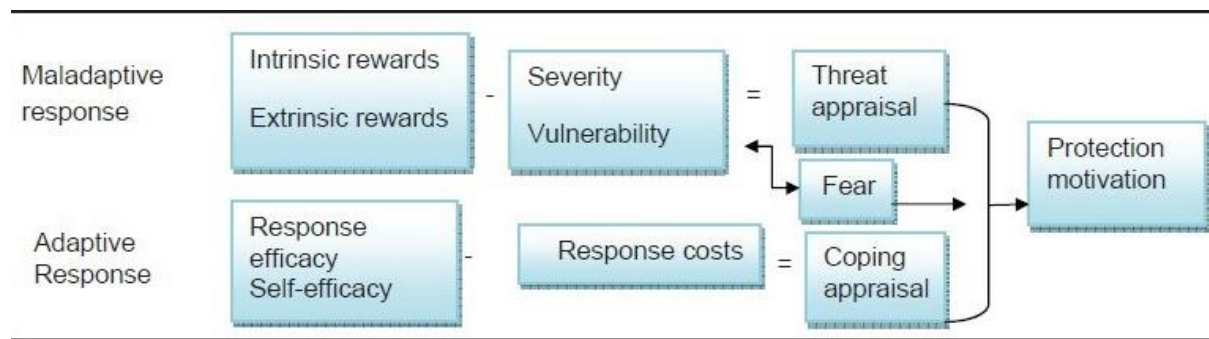 Maladaptive
response
Intrinsic rewards
Extrinsic rewards
-
Severity
Vulnerability
=
Threat
appraisal
Fear
Protection
motivation
Adaptive
Response
Response
efficacy
Self-efficacy
-
Response costs
=
Coping
appraisal